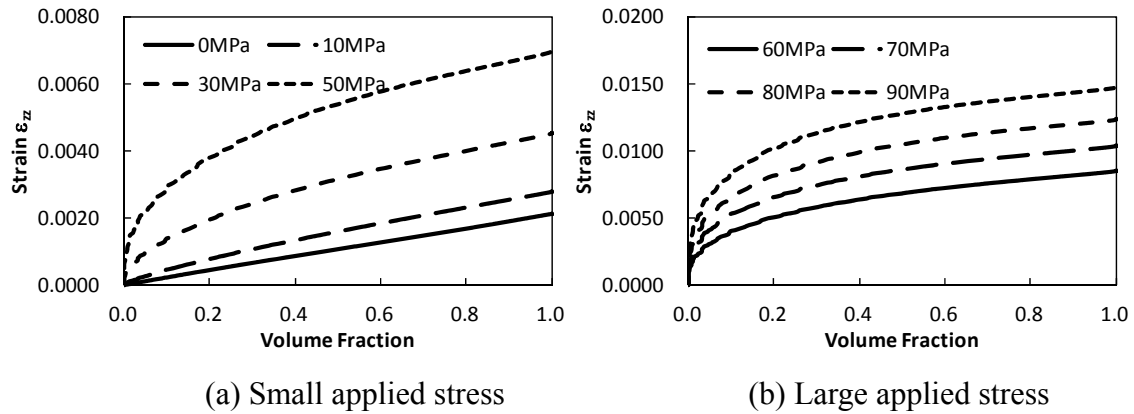 0.0080
0.0060
0.0040
0.0020
0.0000
Strain εzz
0MPa 10MPa
30MPa 50MPa
0.0 0.2 0.4 0.6 0.8 1.0
Volume Fraction
(a) Small applied stress
0.0200
0.0150
0.0100
0.0050
0.0000
Strain εzz
60MPa 70MPa
80MPa 90MPa
0.0 0.2 0.4 0.6 0.8 1.0
Volume Fraction
(b) Large applied stress